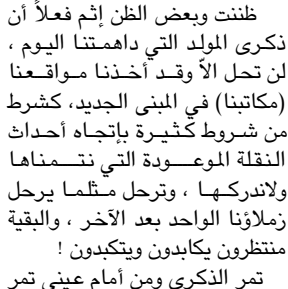 ظننت وبعض الظن إثم فعلاً أن
ذكرى المولد التي داهمتنا اليوم ،
لن تحل الاّ وقد أخذنا مواقعنا
(مكاتبنا) في المبنى الجديد، كشرط
من شروط كثيرة بإتجاه أحداث
النقلة الموعودة التي نتمناها
ولاندركها ، وترحل مثلما يرحل
زملاؤنا الواحد بعد الآخر ، والبقية
منتظرون يكابدون ويتكبدون !
تمر الذكرى ومن أمام عيني تمر